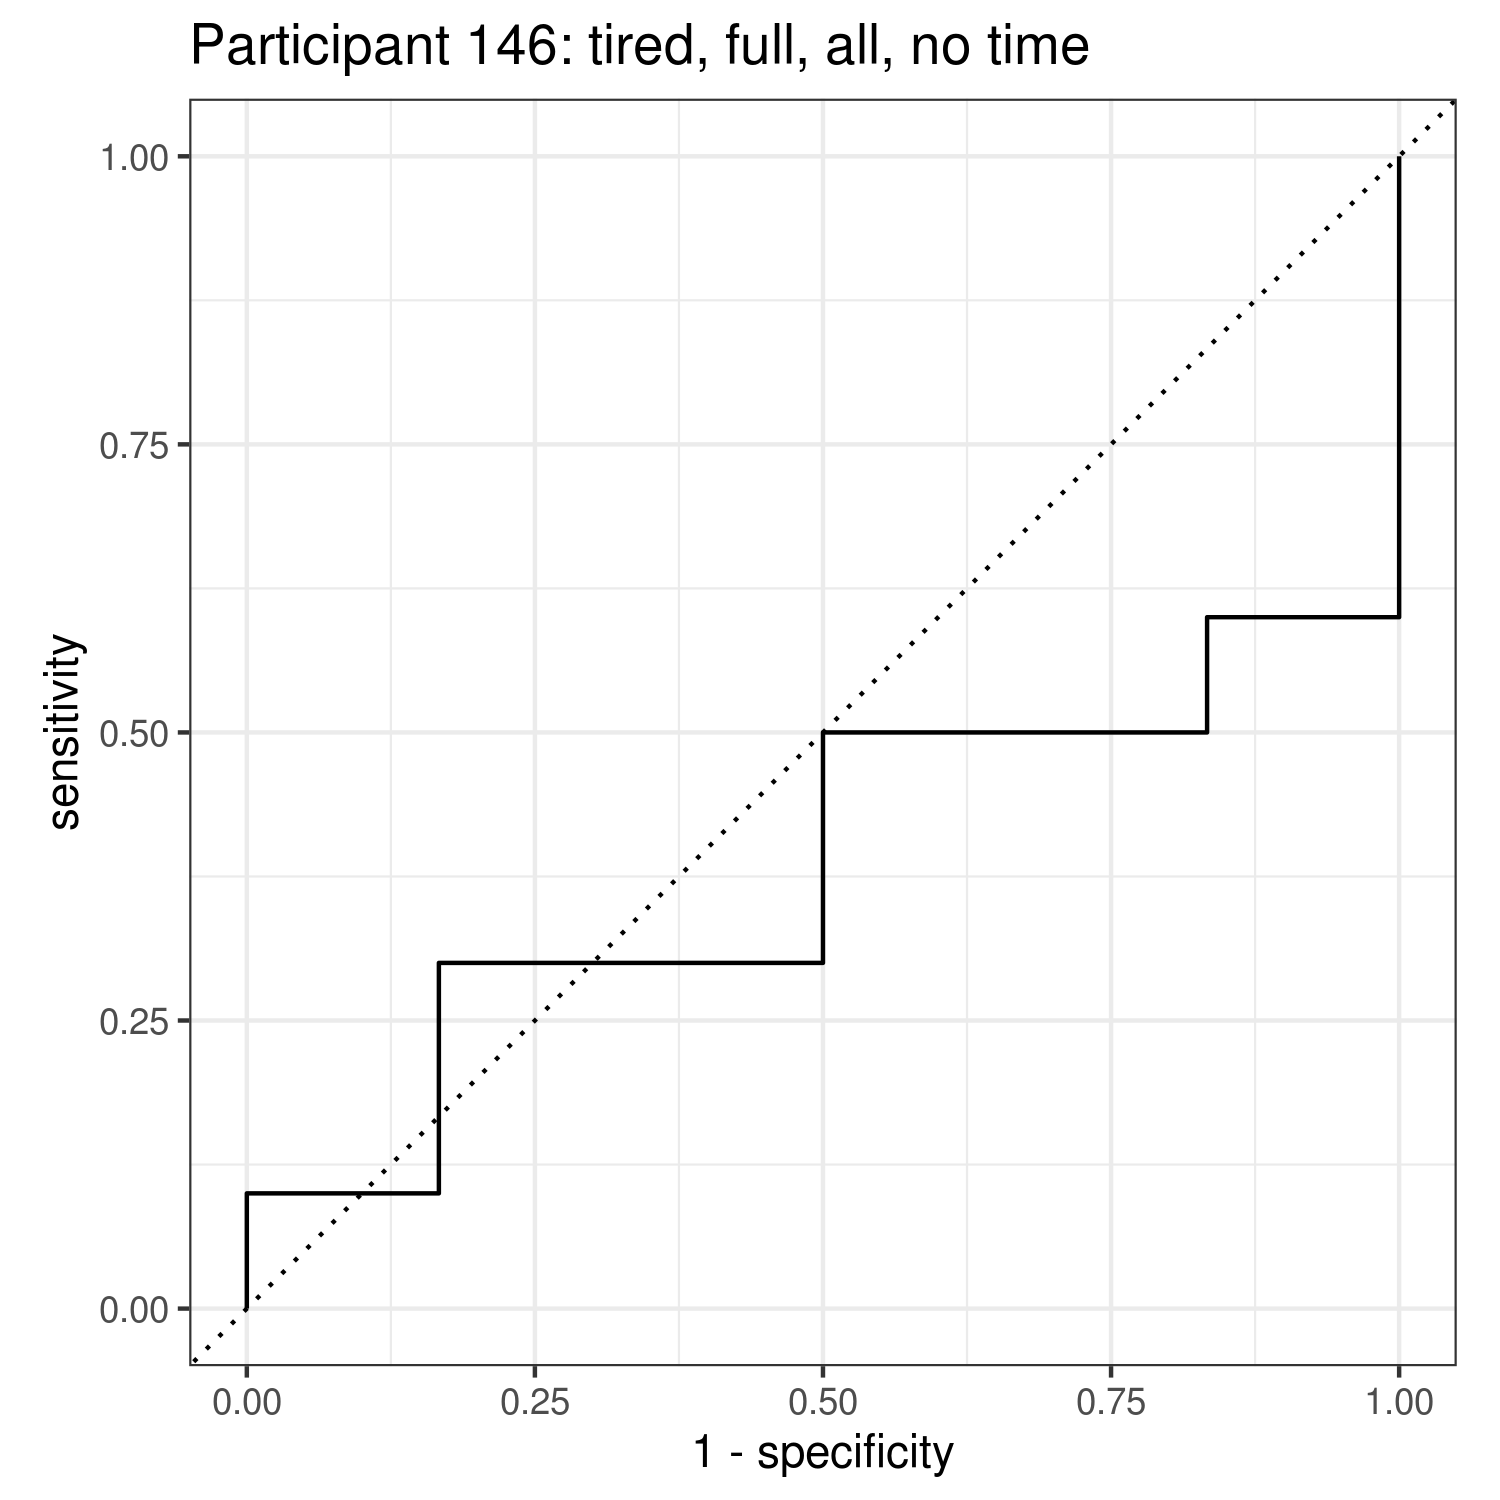 Participant 146: tired, full, all, no time
1.00
0.75
0.50
0.25
0.00
sensitivity
0.00 0.25 0.50 0.75 1.00
1 - specificity